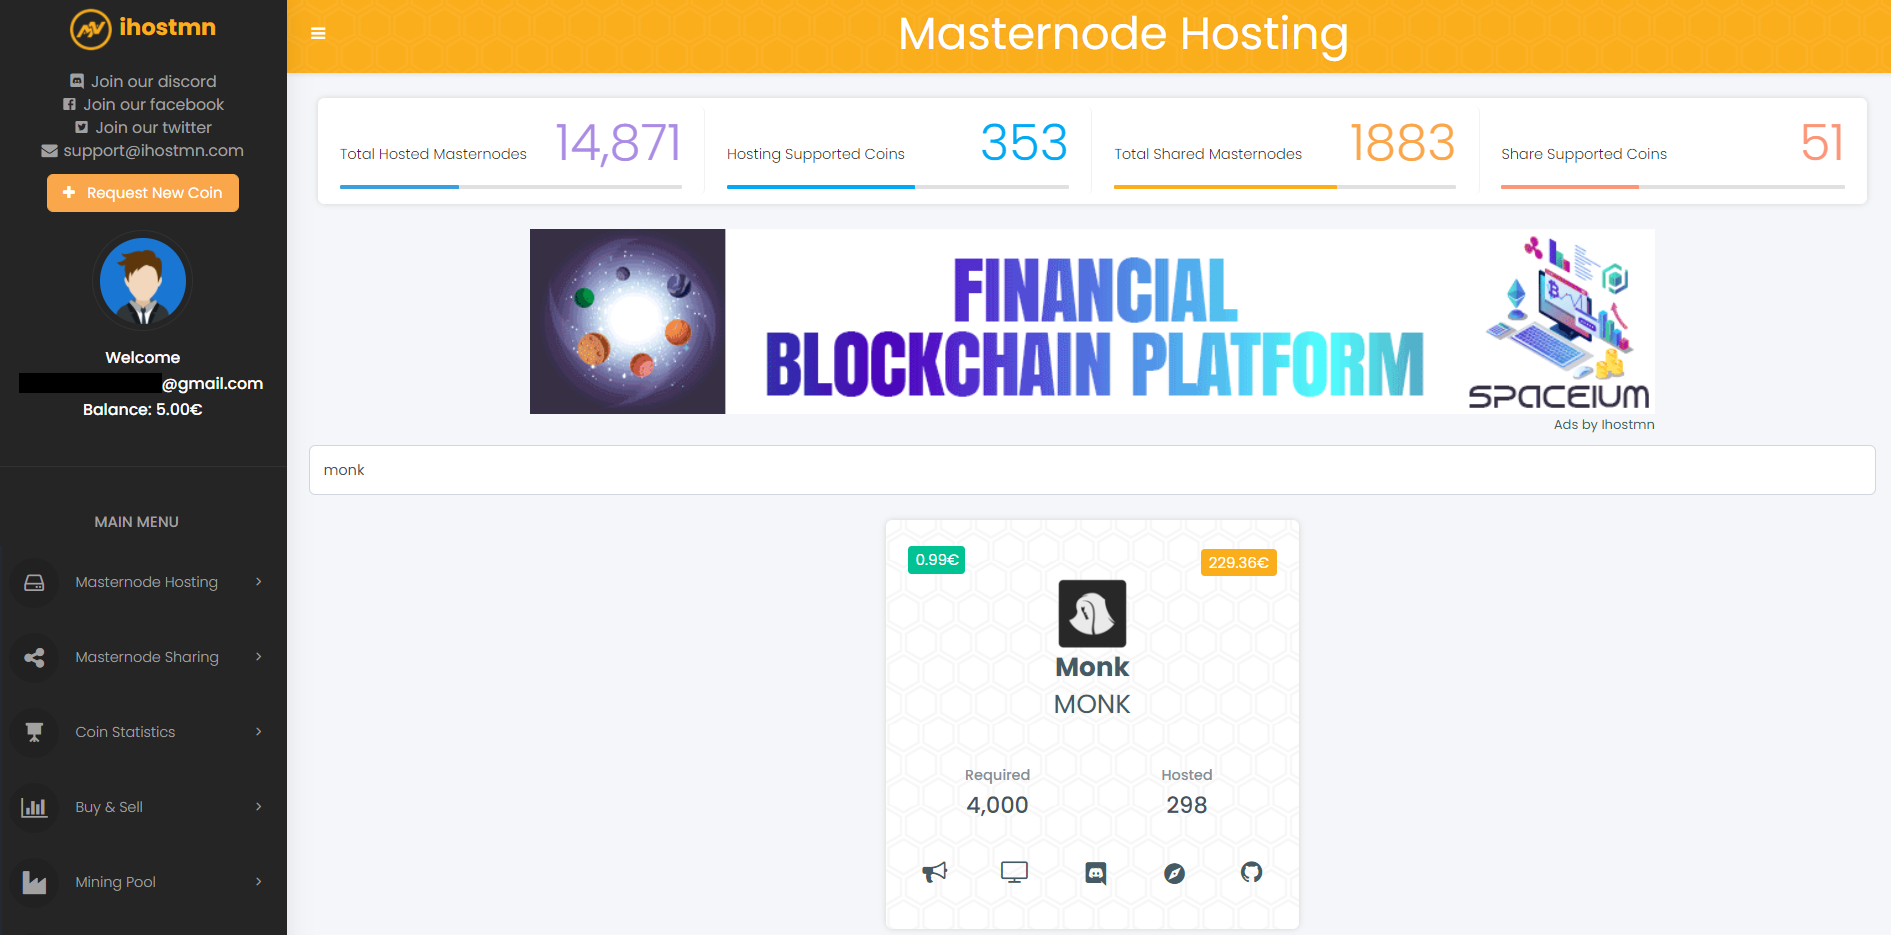 ihostmn
Join our discord
Join our facebook
Join our twitter
support@ihostmn.com
Request New Coin
Welcome
@gmail.com
Balance: 5.00€
MAIN MENU
Masternode Hosting
Masternode Sharing
Coin Statistics
Buy & Sell
Mining Pool
Masternode Hosting
Total Hosted Masternodes 14,871
Hosting Supported Coins 353
Total Shared Masternodes 1883
Share Supported Coins 51
FINANCIAL
BLOCKCHAIN PLATFORM
SPACEIUM
Ads by Ihostmn
monk
0.99€ 229.36€
Monk
MONK
Required Hosted
4,000 298